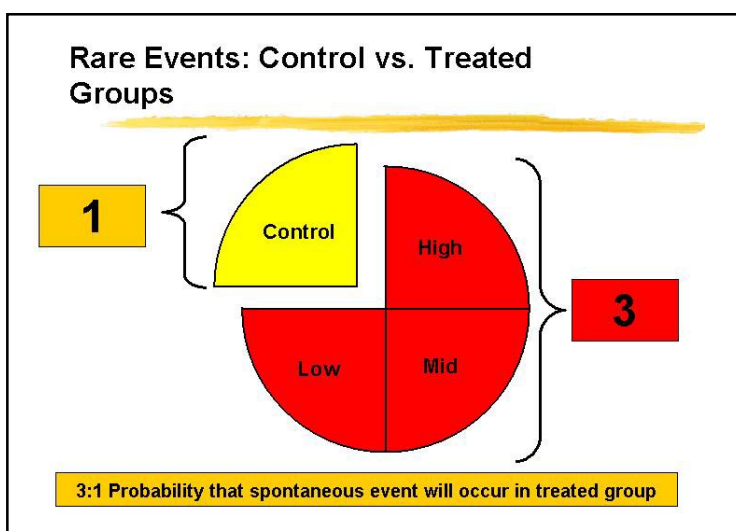 Rare Events: Control vs. Treated
Groups
1
Control
High
3
Low
Mid
3:1 Probability that spontaneous event will occur in treated group